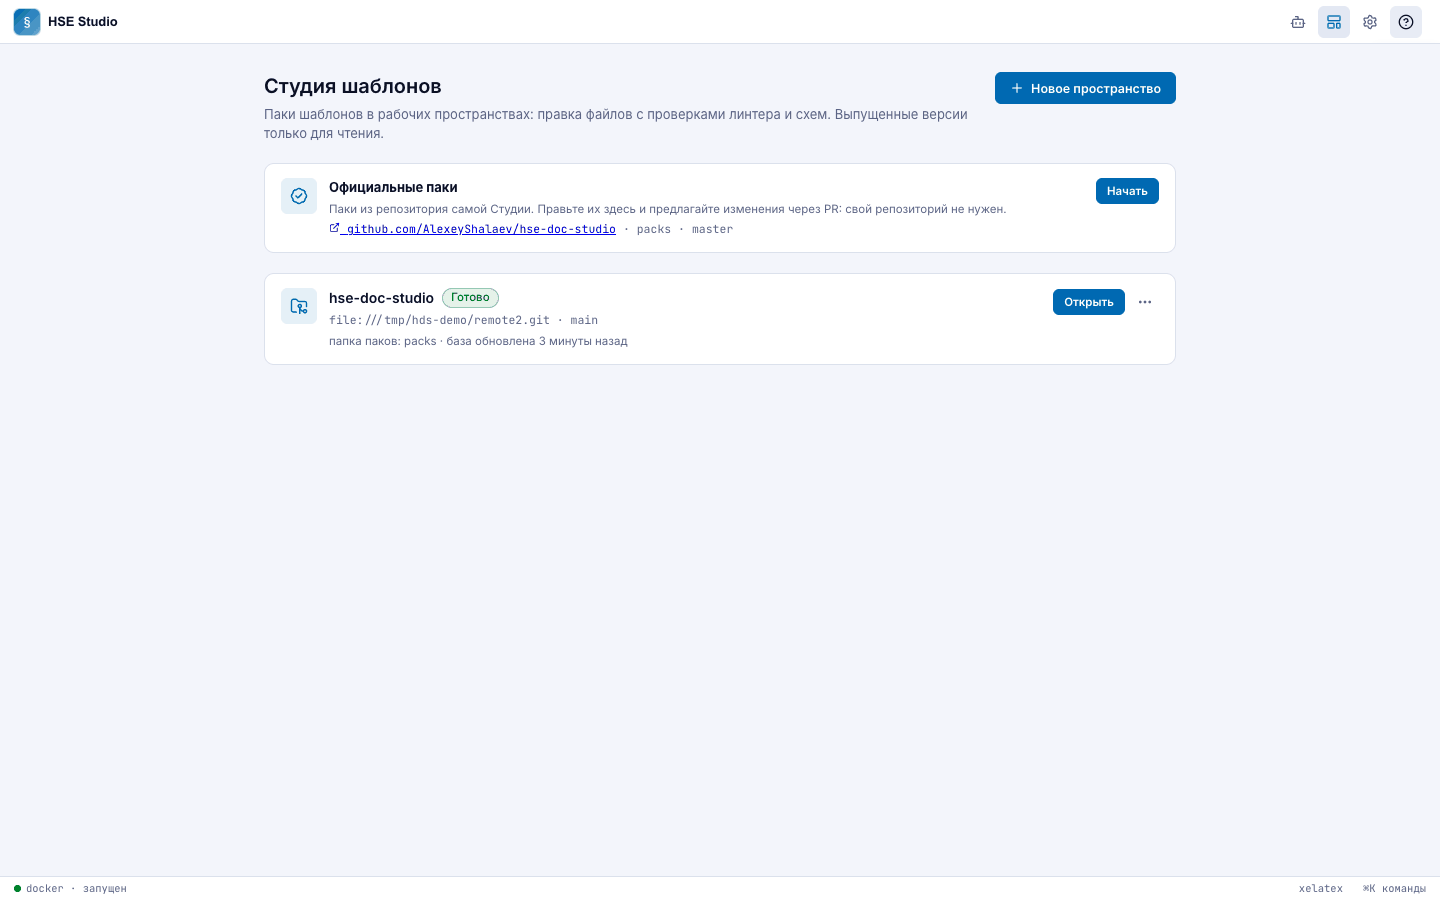 § HSE Studio
Студия шаблонов
Новое пространство
Паки шаблонов в рабочих пространствах: правка файлов с проверками линтера и схем. Выпущенные версии
только для чтения.
Официальные паки
Начать
Паки из репозитория самой Студии. Правьте их здесь и предлагайте изменения через PR: свой репозиторий не нужен.
github.com/AlexeyShalaev/hse-doc-studio · packs · master
hse-doc-studio Готово
Открыть
file:///tmp/hds-demo/remote2.git · main
папка паков: packs · база обновлена 3 минуты назад
docker · запущен
xelatex ⌘K команды